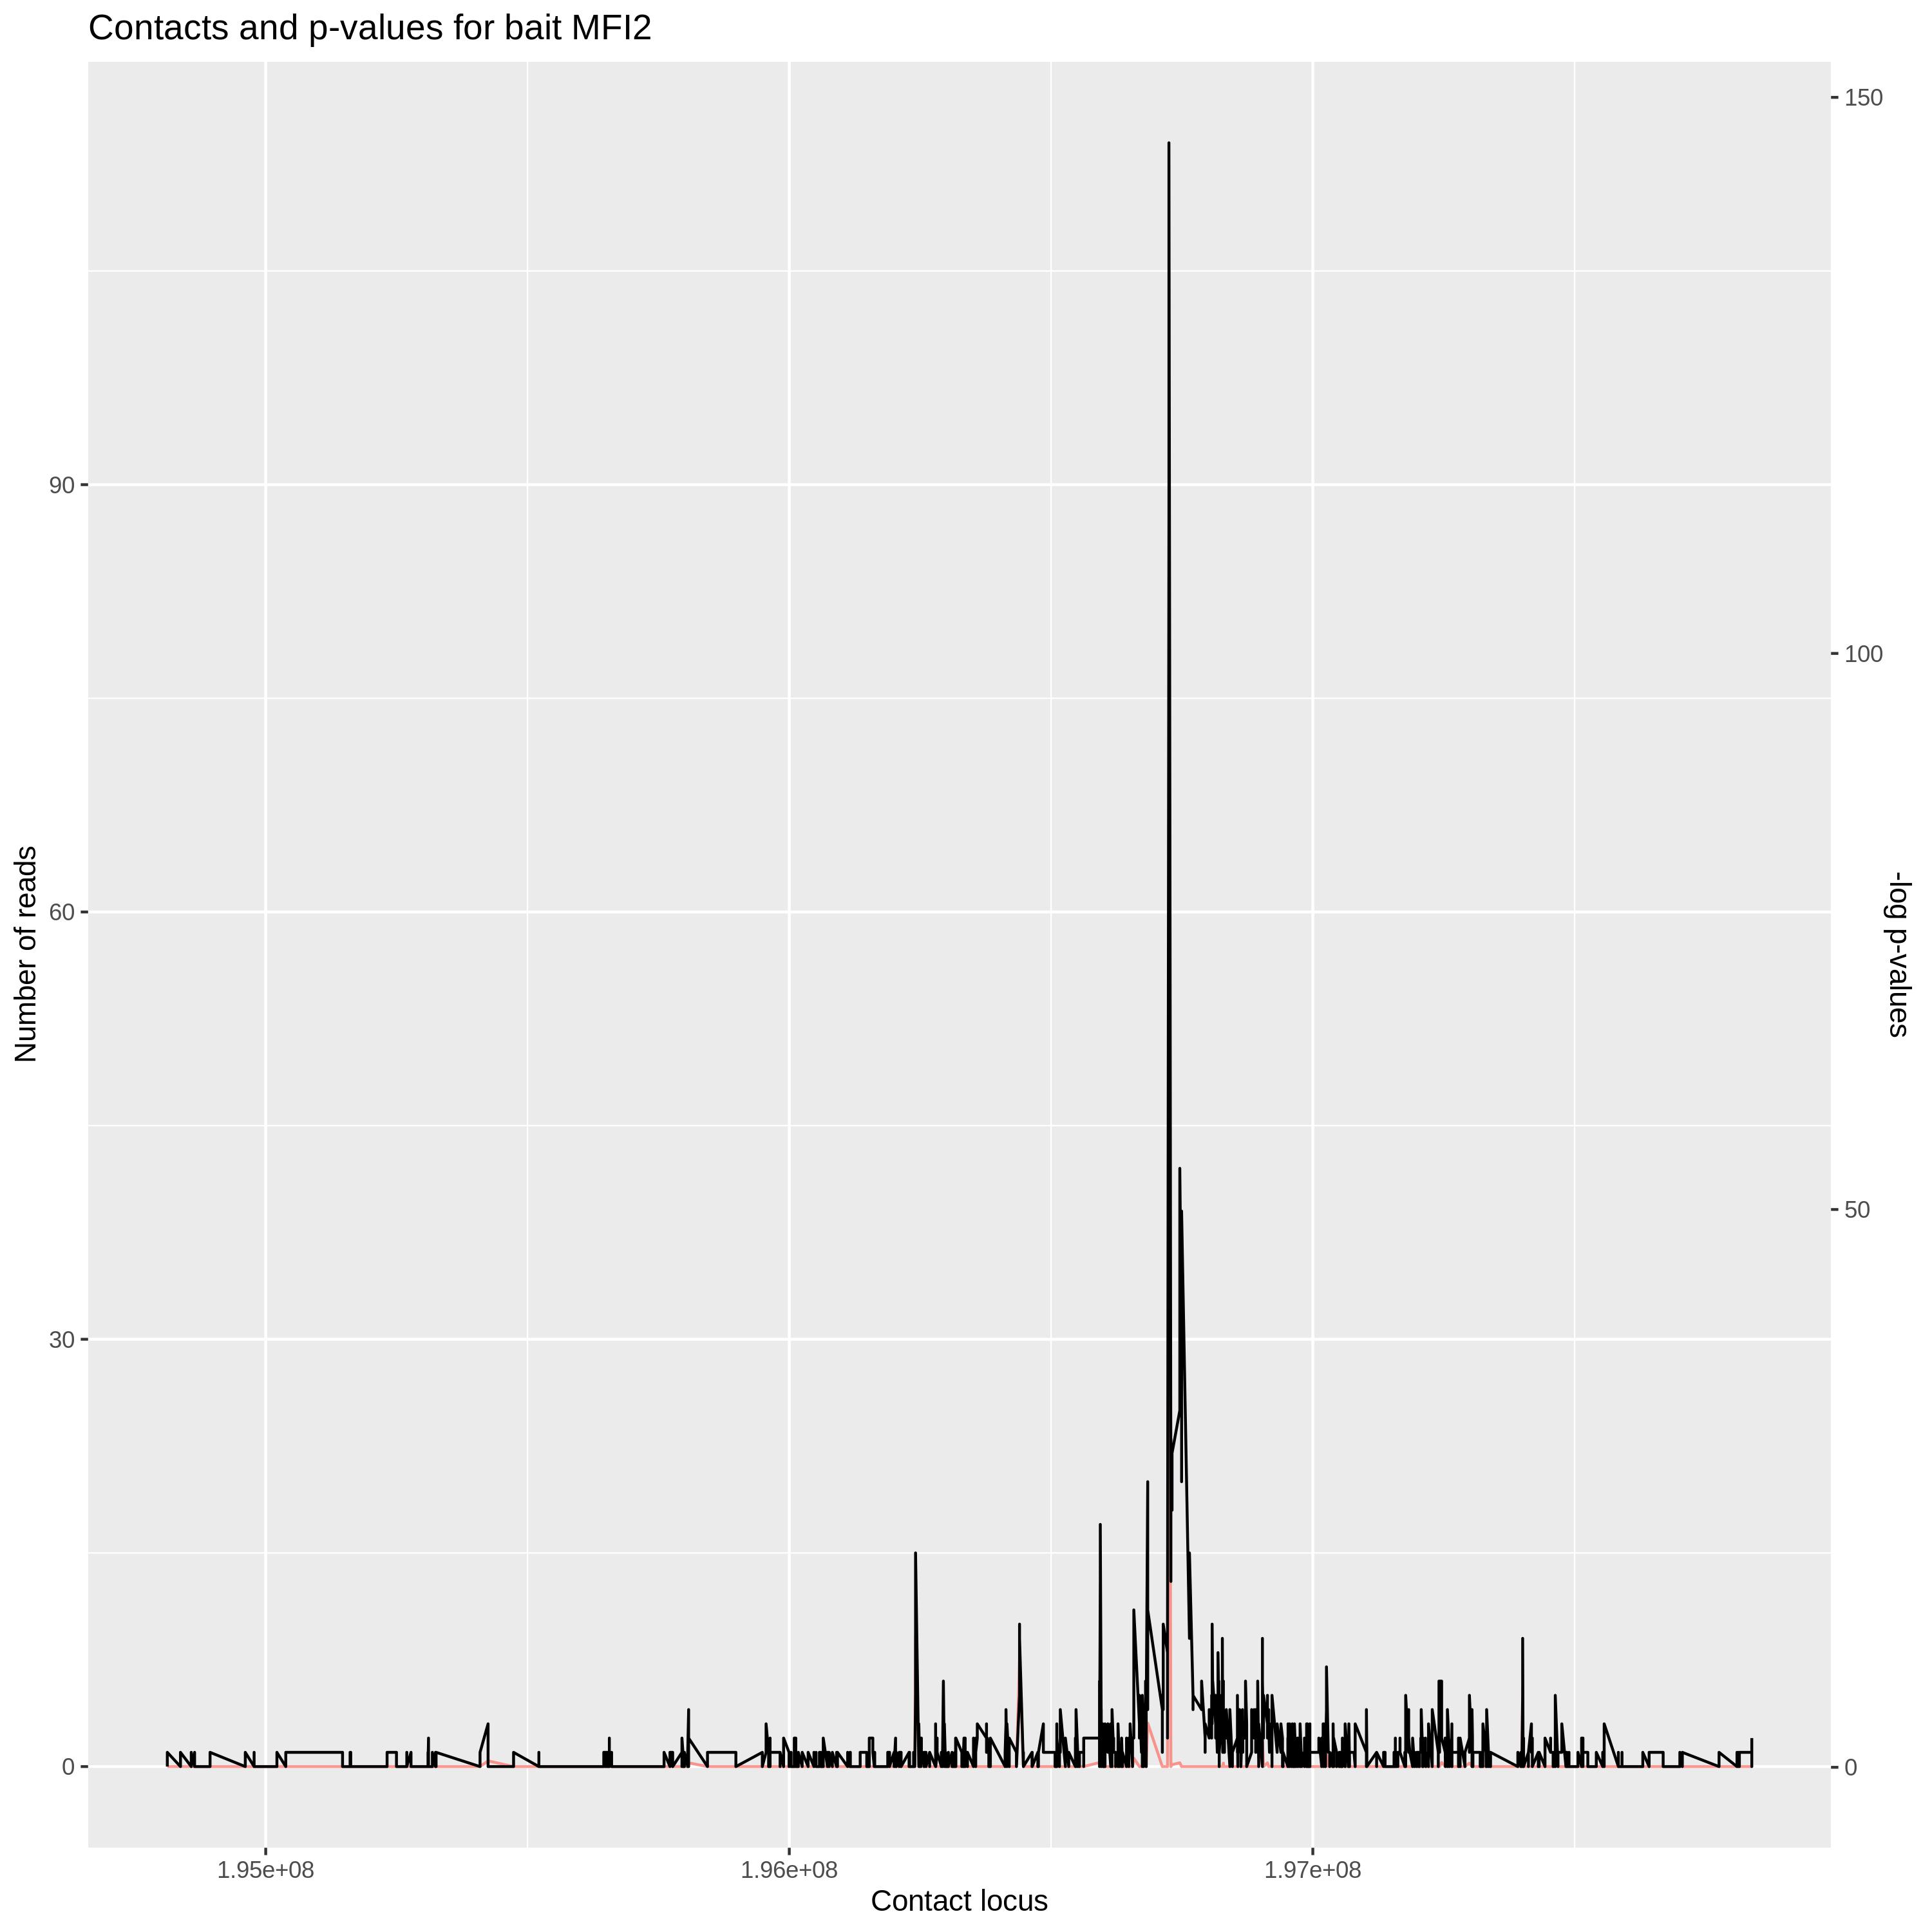 Contacts and p-values for bait MFI2
150
90
100
60
Number of reads
-log p-values
50
30
0
0
1.95e+08
1.96e+08
1.97e+08
Contact locus